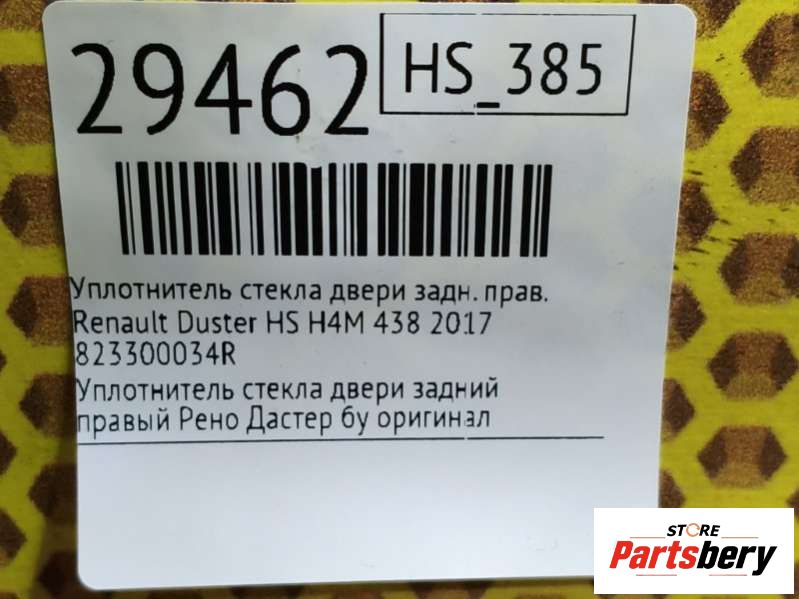 29462
HS_385
Уплотнитель стекла двери задн. прав.
Renault Duster HS H4M 438 2017
823300034R
Уплотнитель стекла двери задний
правый Рено Дастер бу оригинал
STORE
Partsbery